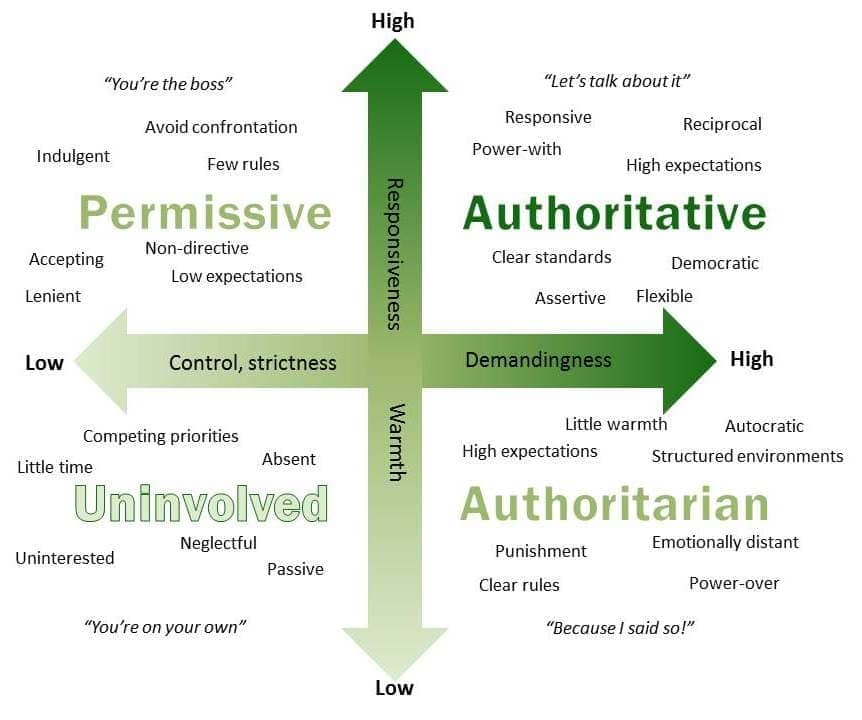 High
“You’re the boss”
Avoid confrontation
Indulgent
Few rules
Permissive
Non-directive
Accepting
Low expectations
Lenient
“Let’s talk about it”
Responsive
Reciprocal
Power-with
High expectations
Authoritative
Clear standards
Democratic
Assertive
Flexible
Responsiveness
Low
Control, strictness
Demandingness
High
Warmth
Competing priorities
Little time
Absent
Uninvolved
Neglectful
Uninterested
Passive
“You’re on your own”
Little warmth
Autocratic
High expectations
Structured environments
Authoritarian
Emotionally distant
Punishment
Clear rules
Power-over
“Because I said so!”
Low